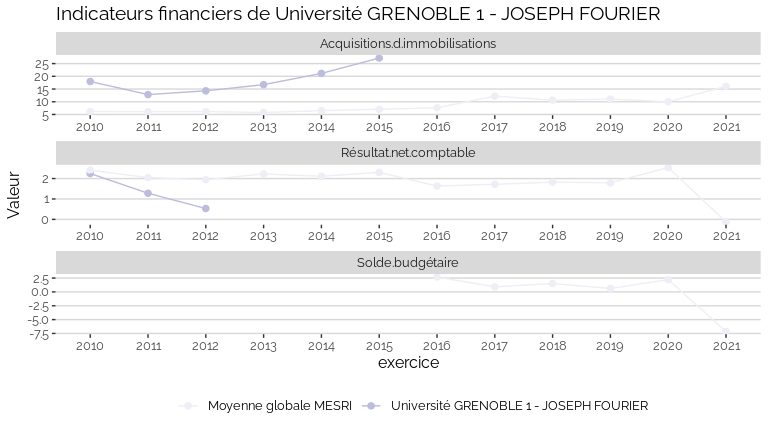 Indicateurs financiers de Université GRENOBLE 1 - JOSEPH FOURIER
Acquisitions.d.immobilisations
25
20
15
10
5
2010 2011 2012 2013 2014 2015 2016 2017 2018 2019 2020 2021
Résultat.net.comptable
2
1
0
2010 2011 2012 2013 2014 2015 2016 2017 2018 2019 2020 2021
Valeur
Solde.budgétaire
2.5
0.0
-2.5
-5.0
-7.5
2010 2011 2012 2013 2014 2015 2016 2017 2018 2019 2020 2021
exercice
Moyenne globale MESRI Université GRENOBLE 1 - JOSEPH FOURIER